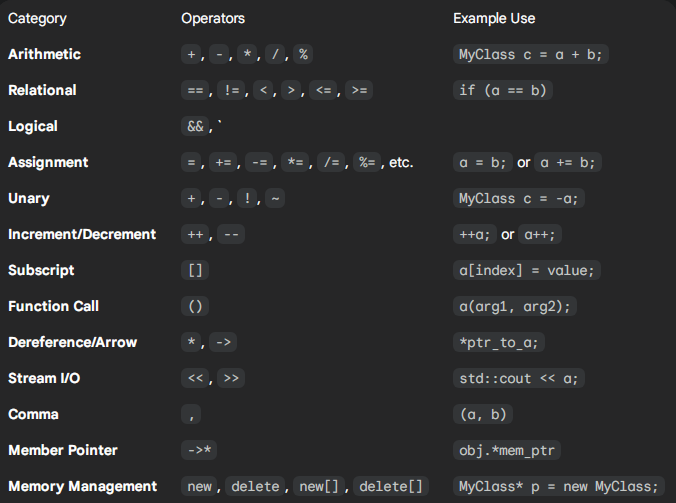 Category Operators Example Use
Arithmetic +, -, *, /, % MyClass c = a + b;
Relational ==, !=, <, >, <=, >= if (a == b)
Logical &&, `
Assignment =, +=, -=, *=, /=, %=, etc. a = b; or a += b;
Unary +, -, !, ~ MyClass c = -a;
Increment/Decrement ++, -- ++a; or a++;
Subscript [] a[index] = value;
Function Call () a(arg1, arg2);
Dereference/Arrow *, -> *ptr_to_a;
Stream I/O <<, >> std::cout << a;
Comma , (a, b)
Member Pointer ->* obj.*mem_ptr
Memory Management new, delete, new[], delete[] MyClass* p = new MyClass;